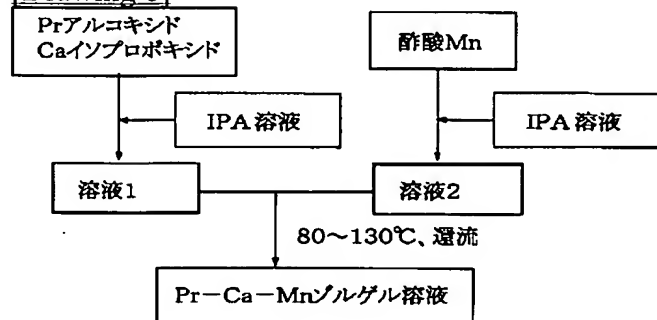 Prアルコキシド
Caイソプロポキシド
酢酸Mn
IPA溶液
IPA溶液
溶液1
溶液2
80~130℃、還流
Pr-Ca-Mnゾルゲル溶液